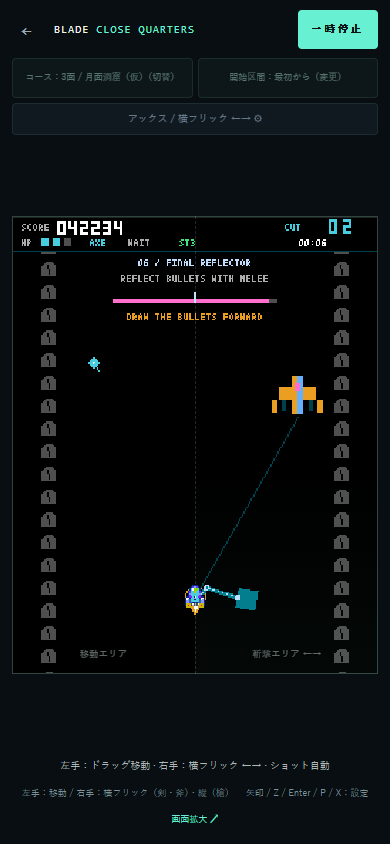 ← BLADE CLOSE QUARTERS
一時停止
コース：3面 / 月面洞窟（仮）（切替）
開始区間：最初から（変更）
アックス / 横フリック ←→ ⚙
SCORE 042234 CUT 02
HP AXE WAIT ST3 00:06
06 / FINAL REFLECTOR
REFLECT BULLETS WITH MELEE
DRAW THE BULLETS FORWARD
移動エリア
斬撃エリア ←→
左手：ドラッグ移動・右手：横フリック ←→・ショット自動
左手：移動 / 右手：横フリック（剣・斧）・縦（槍） 矢印 / Z / Enter / P / X：設定
画面拡大 ⤢